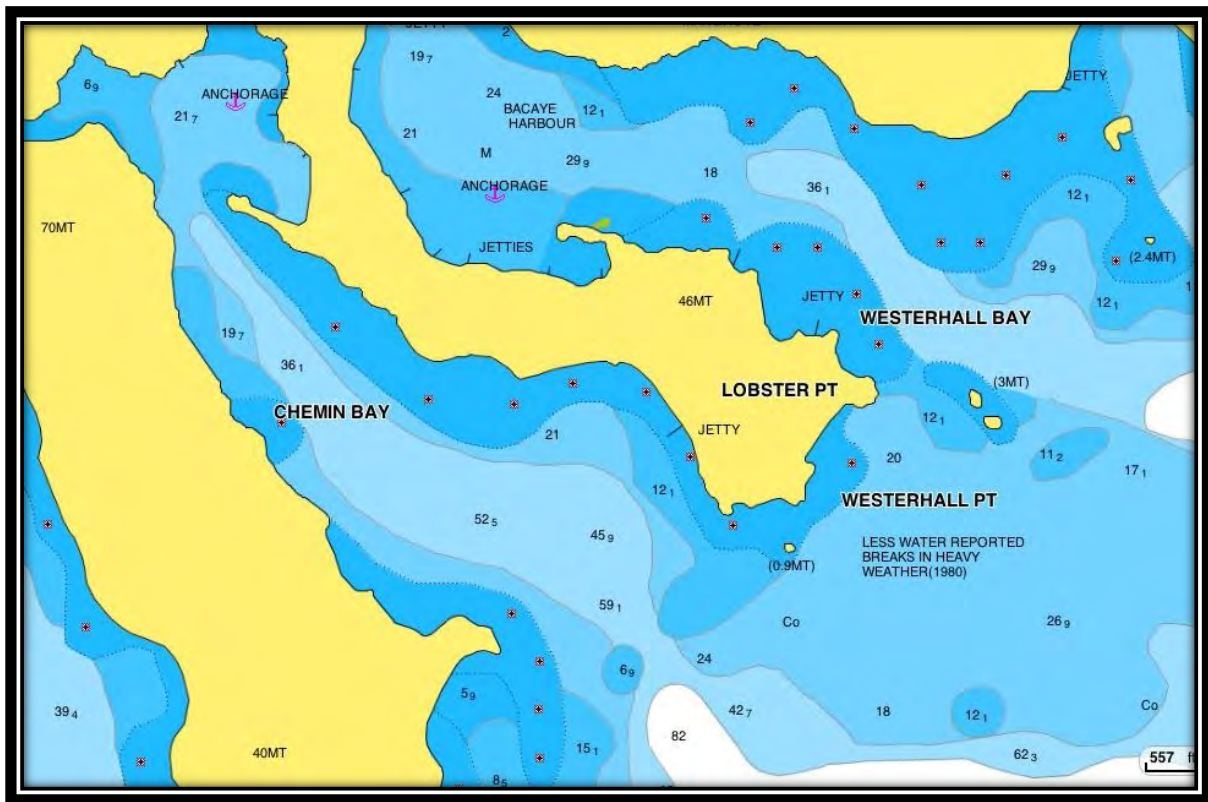 19₇
2
6₉
ANCHORAGE
24
JETTY
21₇
BACAYE
HARBOUR
12₁
21
M
29₉
18
36₁
ANCHORAGE
12₁
70MT
JETTIES
(2.4MT)
29₉
46MT
JETTY
12₁
WESTERHALL BAY
19₇
36₁
LOBSTER PT
(3MT)
CHEMIN BAY
12₁
21
JETTY
20
11₂
17₁
12₁
WESTERHALL PT
52₅
45₉
LESS WATER REPORTED
BREAKS IN HEAVY
WEATHER(1980)
(0.9MT)
59₁
Co
26₉
24
6₉
5₉
39₄
42₇
18
12₁
Co
82
15₁
40MT
62₃
557 ft
8₅